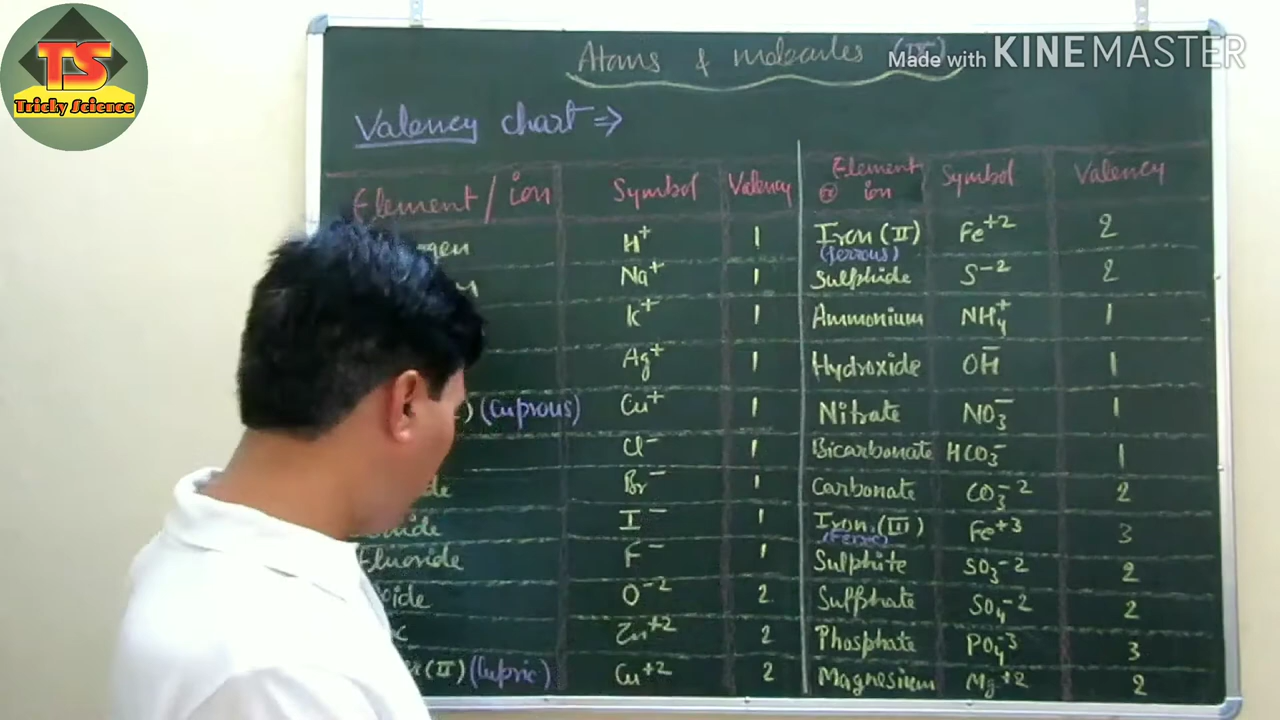 TS
Tricky Science
Made with KINEMASTER
Atoms & molecules (IX)
Valency chart ⇒
Element / ion Symbol Valency
H⁺ 1
Na⁺ 1
K⁺ 1
Ag⁺ 1
(Cuprous) Cu⁺ 1
Cl⁻ 1
Br⁻ 1
I⁻ 1
Fluoride F⁻ 1
O⁻² 2
Zn⁺² 2
(II) (Cupric) Cu⁺² 2
Element or ion Symbol Valency
Iron (II) Fe⁺² 2
(ferrous)
Sulphide S⁻² 2
Ammonium NH₄⁺ 1
Hydroxide OH⁻ 1
Nitrate NO₃⁻ 1
Bicarbonate HCO₃⁻ 1
Carbonate CO₃⁻² 2
Iron (III) Fe⁺³ 3
(Ferric)
Sulphite SO₃⁻² 2
Sulphate SO₄⁻² 2
Phosphate PO₄⁻³ 3
Magnesium Mg⁺² 2